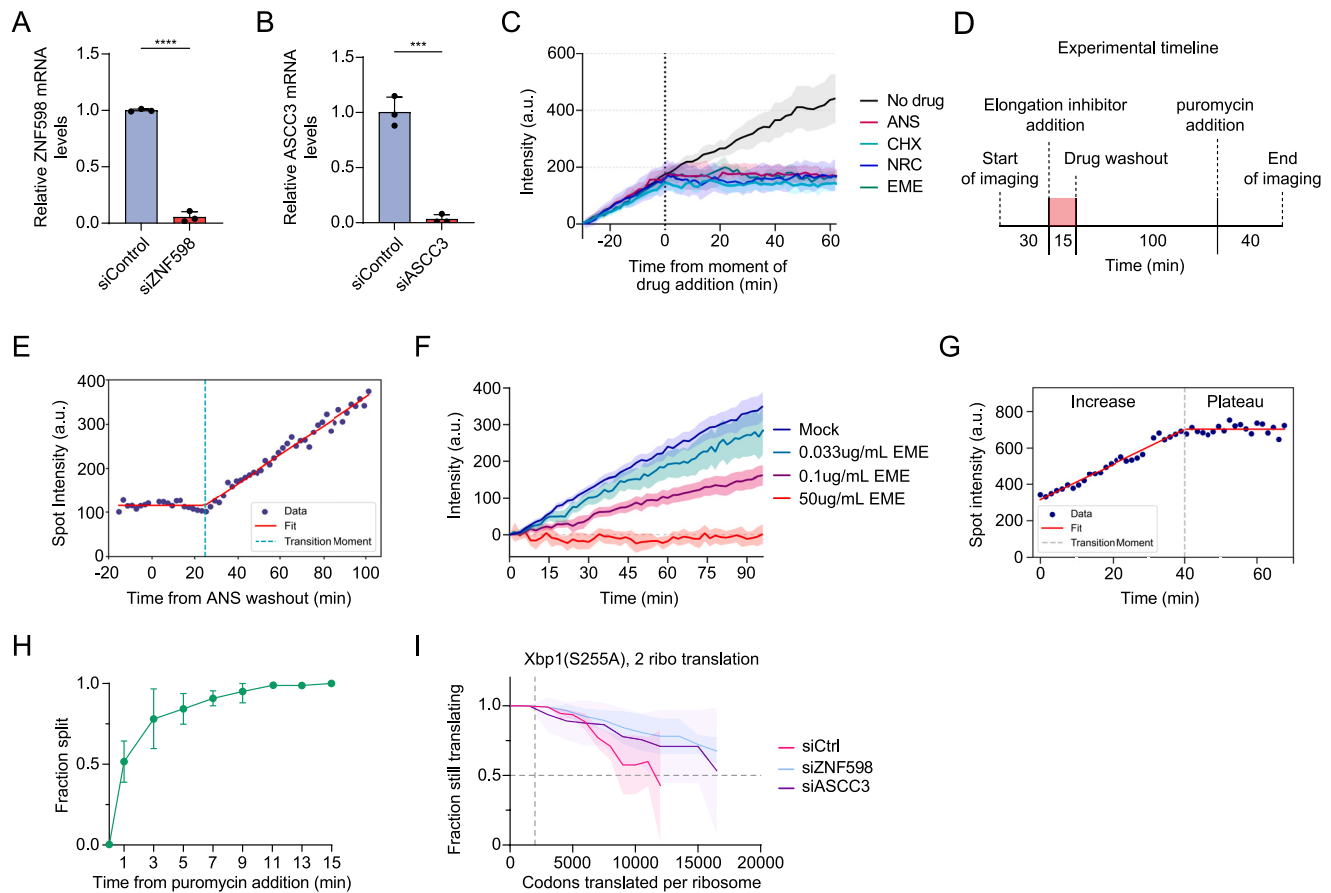 A
Relative ZNF598 mRNA
levels
****
1.5
1.0
0.5
0.0
siControl
siZNF598
B
Relative ASCC3 mRNA
levels
***
1.5
1.0
0.5
0.0
siControl
siASCC3
C
Intensity (a.u.)
600
400
200
0
-20 0 20 40 60
Time from moment of
drug addition (min)
No drug
ANS
CHX
NRC
EME
D
Experimental timeline
Elongation inhibitor
addition
puromycin
addition
Start
of imaging
Drug washout
End
of imaging
30 15 100 40
Time (min)
E
Spot Intensity (a.u.)
400
300
200
100
0
-20 0 20 40 60 80 100
Time from ANS washout (min)
Data
Fit
Transition Moment
F
Intensity (a.u.)
400
300
200
100
0
0 15 30 45 60 75 90
Time (min)
Mock
0.033ug/mL EME
0.1ug/mL EME
50ug/mL EME
G
Spot intensity (a.u.)
800
600
400
200
0
Increase Plateau
Data
Fit
Transition Moment
0 20 40 60
Time (min)
H
Fraction split
1.0
0.5
0.0
1 3 5 7 9 11 13 15
Time from puromycin addition (min)
I
Xbp1(S255A), 2 ribo translation
Fraction still translating
1.0
0.5
0
0 5000 10000 15000 20000
Codons translated per ribosome
siCtrl
siZNF598
siASCC3